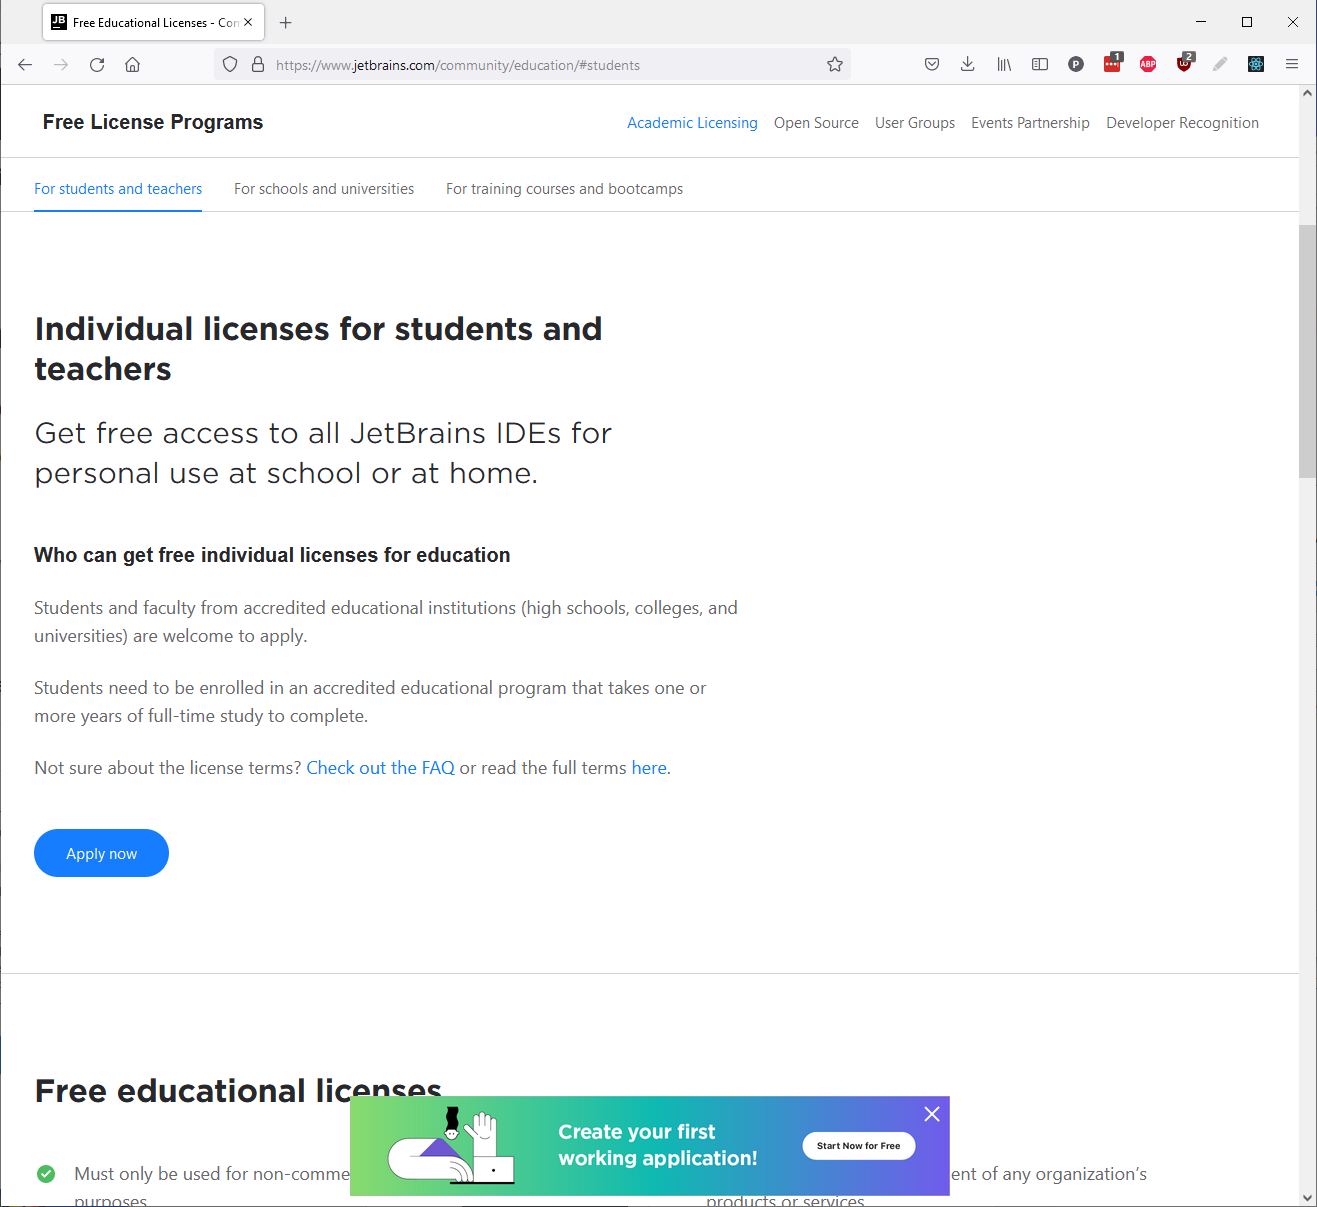 JB Free Educational Licenses - Con
https://www.jetbrains.com/community/education/#students
P
1
ABP
2
Free License Programs
Academic Licensing Open Source User Groups Events Partnership Developer Recognition
For students and teachers For schools and universities For training courses and bootcamps
Individual licenses for students and
teachers
Get free access to all JetBrains IDEs for
personal use at school or at home.
Who can get free individual licenses for education
Students and faculty from accredited educational institutions (high schools, colleges, and
universities) are welcome to apply.
Students need to be enrolled in an accredited educational program that takes one or
more years of full-time study to complete.
Not sure about the license terms? Check out the FAQ or read the full terms here.
Apply now
Free educational licenses
Create your first
working application!
Start Now for Free
Must only be used for non-comme
purposes
ent of any organization's
products or services